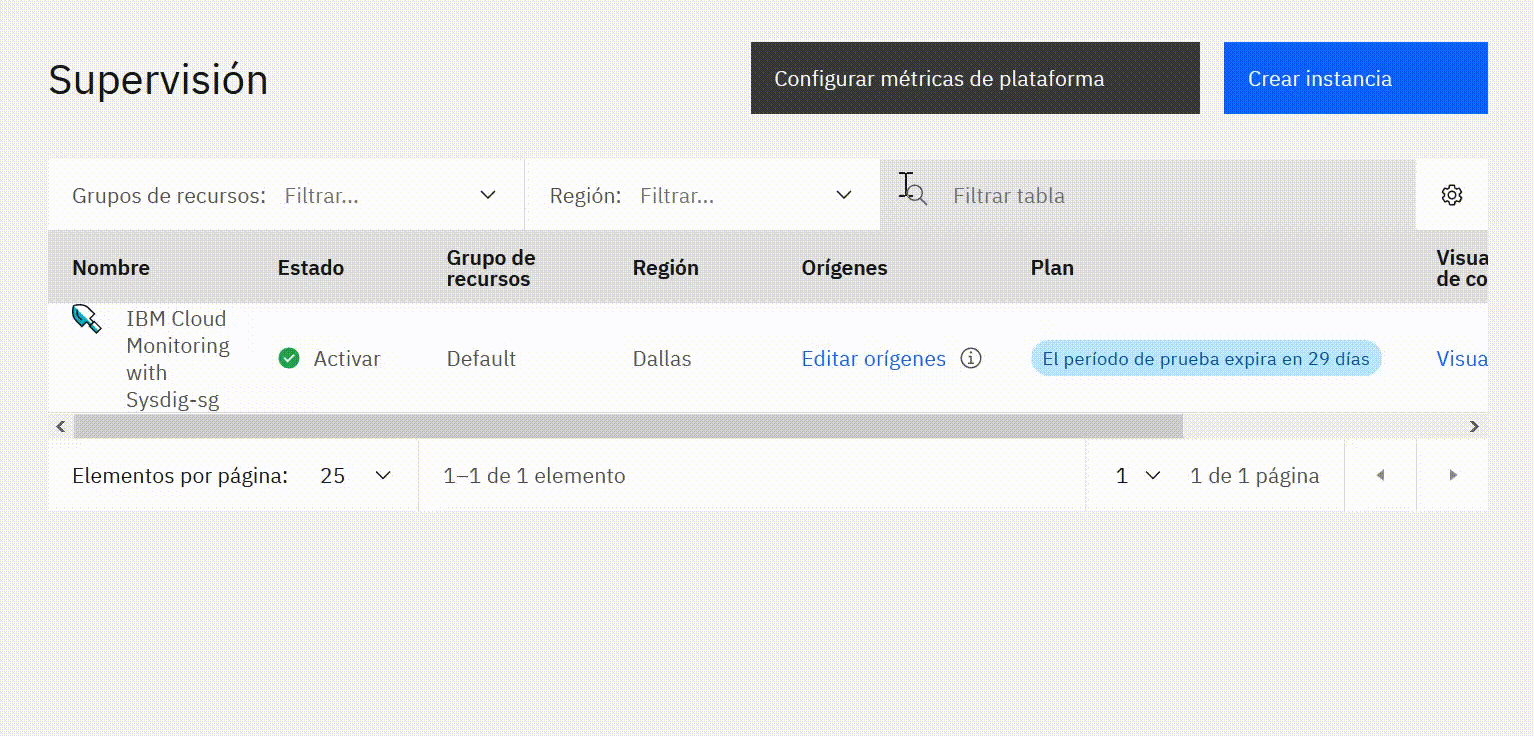 Supervisión
Configurar métricas de plataforma
Crear instancia
Grupos de recursos: Filtrar...
Región: Filtrar...
Filtrar tabla
Nombre
Estado
Grupo de
recursos
Región
Orígenes
Plan
Visua
de co
IBM Cloud
Monitoring
with
Sysdig-sg
Activar
Default
Dallas
Editar orígenes
El período de prueba expira en 29 días
Visua
Elementos por página: 25
1–1 de 1 elemento
1
1 de 1 página